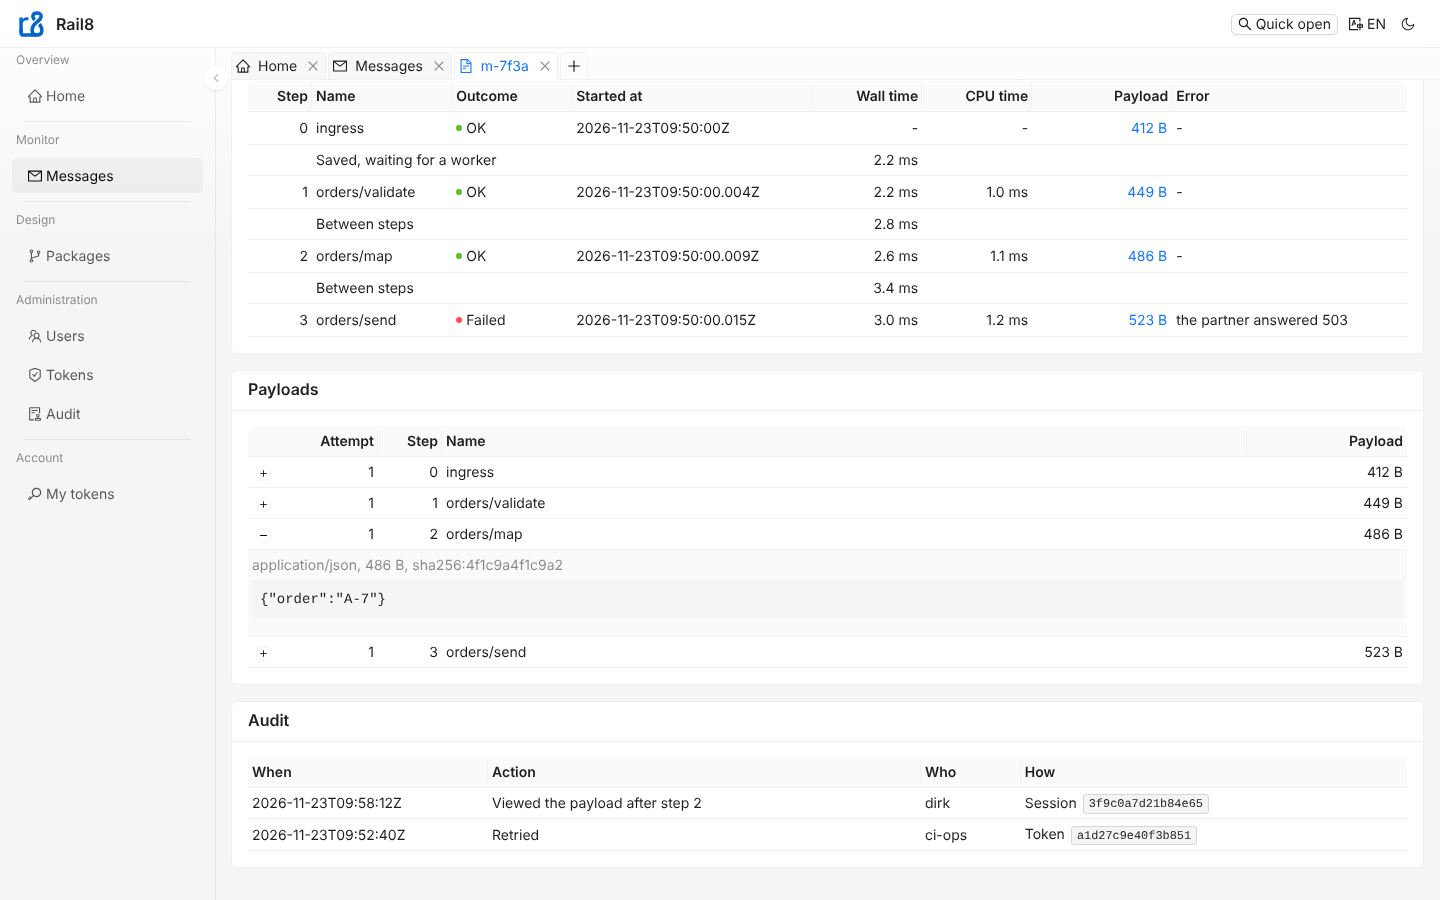 Rail8
Quick open
EN
Overview
Home
Monitor
Messages
Design
Packages
Administration
Users
Tokens
Audit
Account
My tokens
Home Messages m-7f3a
Step Name Outcome Started at Wall time CPU time Payload Error
0 ingress OK 2026-11-23T09:50:00Z - - 412 B -
Saved, waiting for a worker 2.2 ms
1 orders/validate OK 2026-11-23T09:50:00.004Z 2.2 ms 1.0 ms 449 B -
Between steps 2.8 ms
2 orders/map OK 2026-11-23T09:50:00.009Z 2.6 ms 1.1 ms 486 B -
Between steps 3.4 ms
3 orders/send Failed 2026-11-23T09:50:00.015Z 3.0 ms 1.2 ms 523 B the partner answered 503
Payloads
Attempt Step Name Payload
+ 1 0 ingress 412 B
+ 1 1 orders/validate 449 B
− 1 2 orders/map 486 B
application/json, 486 B, sha256:4f1c9a4f1c9a2
{"order":"A-7"}
+ 1 3 orders/send 523 B
Audit
When Action Who How
2026-11-23T09:58:12Z Viewed the payload after step 2 dirk Session 3f9c0a7d21b84e65
2026-11-23T09:52:40Z Retried ci-ops Token a1d27c9e40f3b851